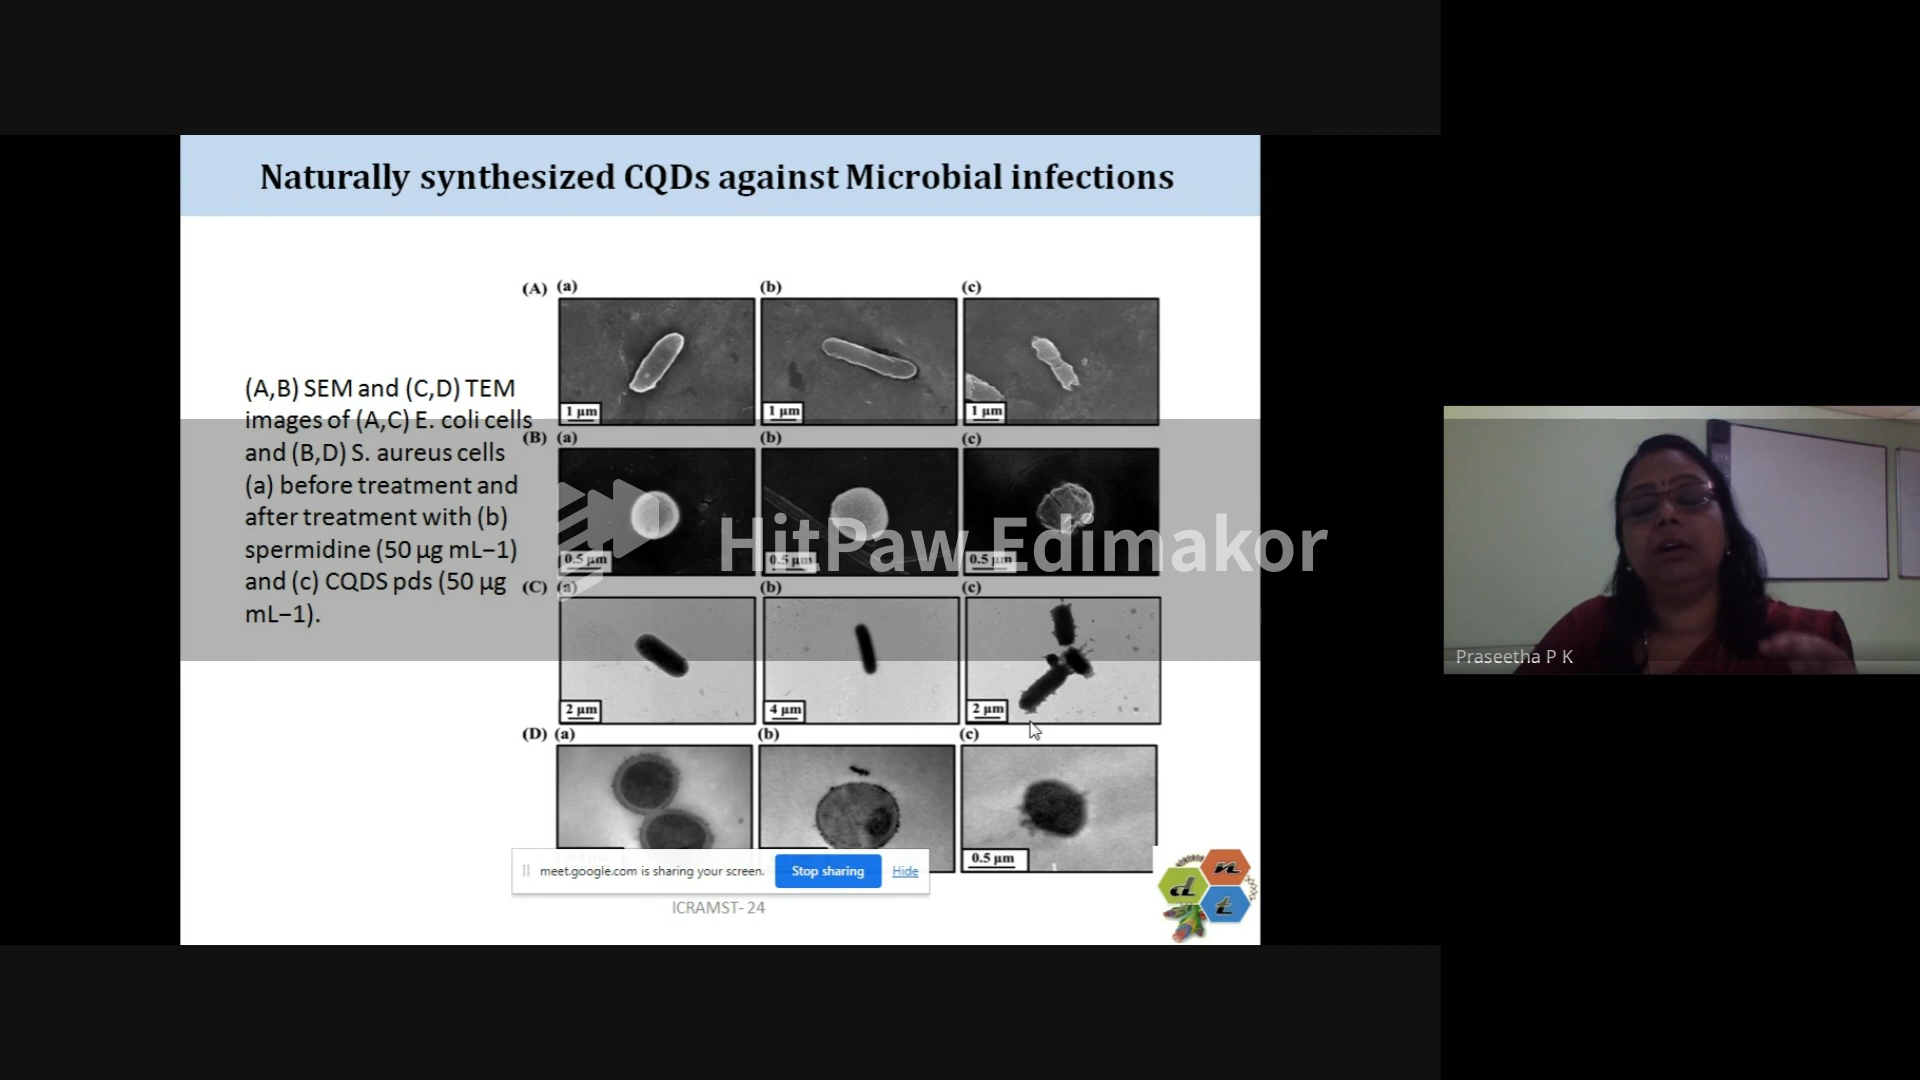 Naturally synthesized CQDs against Microbial infections
(A) (a) (b) (c)
1 μm 1 μm 1 μm
(A,B) SEM and (C,D) TEM
images of (A,C) E. coli cells
and (B,D) S. aureus cells
(a) before treatment and
after treatment with (b)
spermidine (50 μg mL−1)
and (c) CQDS pds (50 μg
mL−1).
(B) (a) (b) (c)
0.5 μm 0.5 μm 0.5 μm
HitPaw Edimakor
(C) (a) (b) (c)
2 μm 4 μm 2 μm
(D) (a) (b) (c)
0.5 μm
meet.google.com is sharing your screen. Stop sharing Hide
ICRAMST- 24
d n t
Praseetha P K